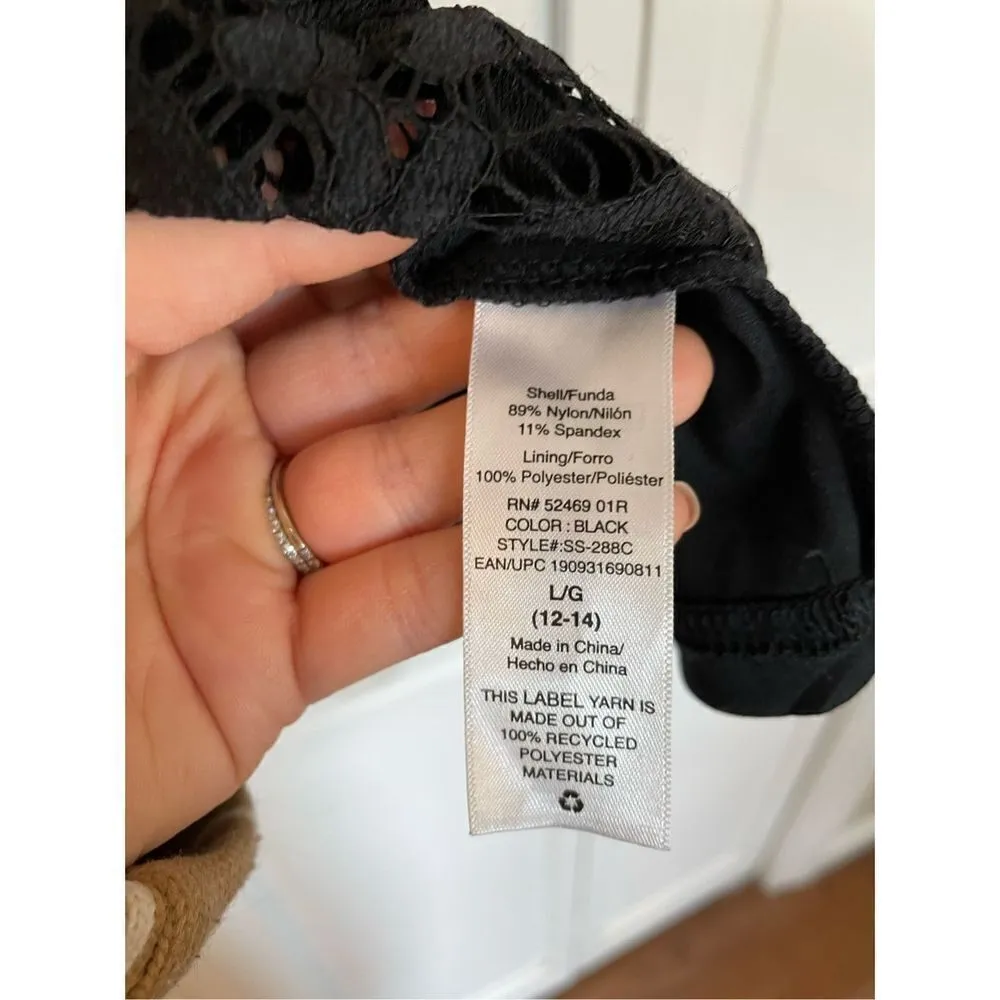 Shell/Funda
89% Nylon/Nilón
11% Spandex
Lining/Forro
100% Polyester/Poliéster
RN# 52469 01R
COLOR : BLACK
STYLE#:SS-288C
EAN/UPC 190931690811
L/G
(12-14)
Made in China/
Hecho en China
THIS LABEL YARN IS
MADE OUT OF
100% RECYCLED
POLYESTER
MATERIALS